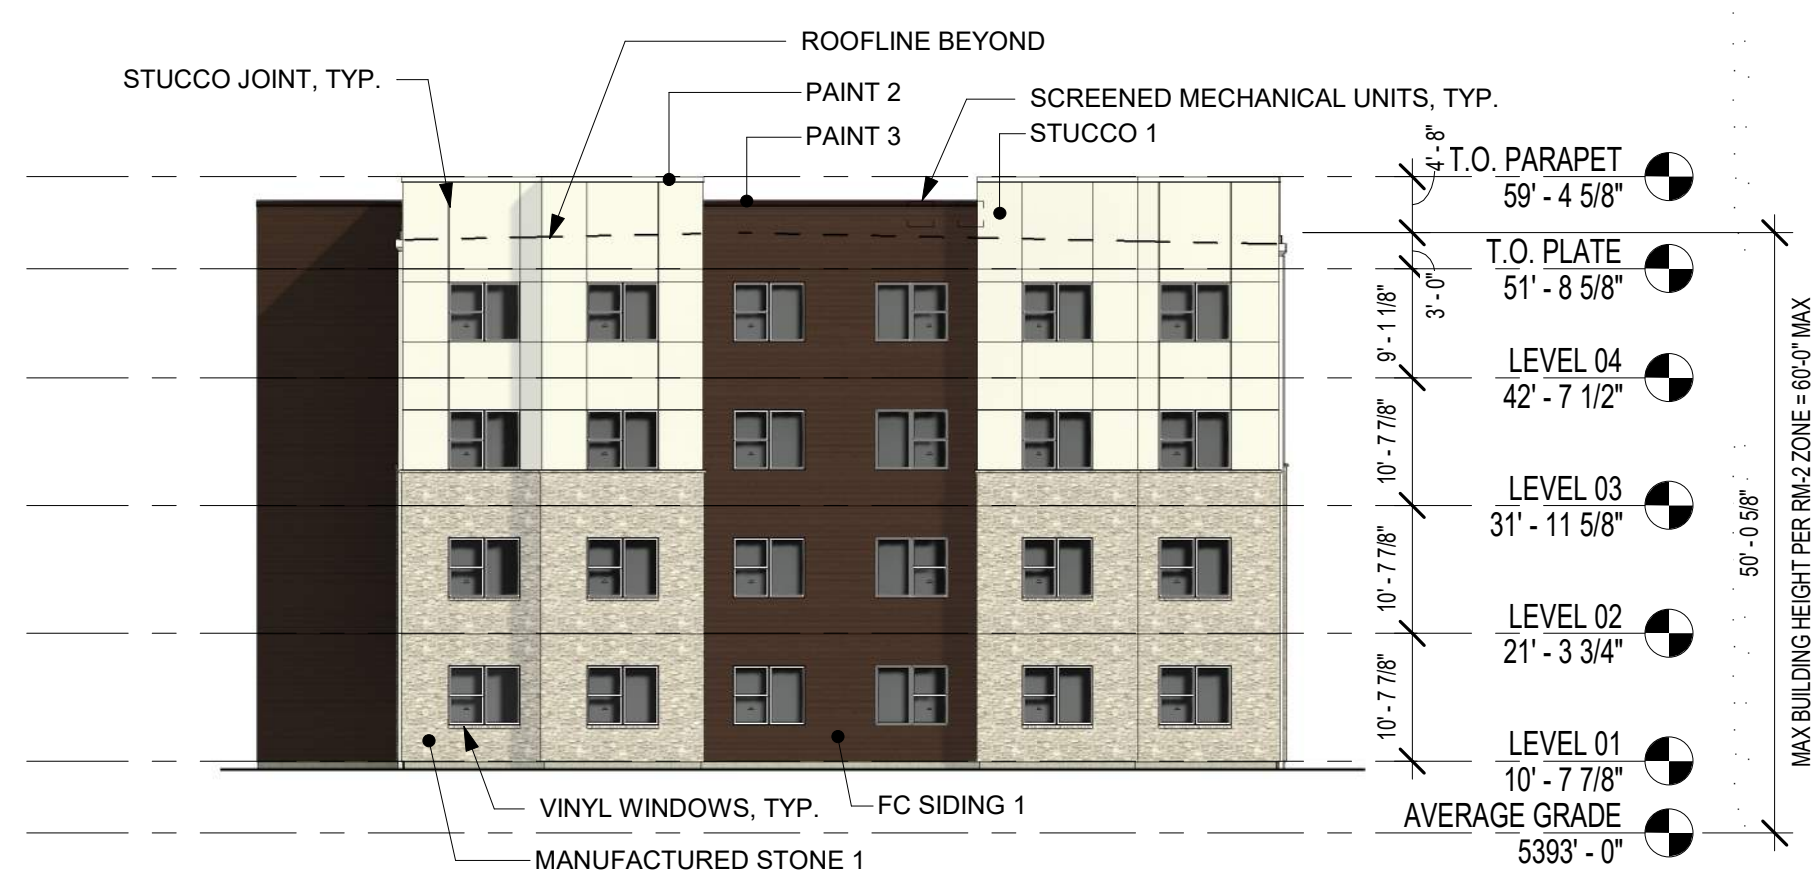 ROOFLINE BEYOND
STUCCO JOINT, TYP.
PAINT 2
SCREENED MECHANICAL UNITS, TYP.
PAINT 3
STUCCO 1
4' - 8"
T.O. PARAPET
59' - 4 5/8"
T.O. PLATE
51' - 8 5/8"
3' - 0"
9' - 1 1/8"
LEVEL 04
42' - 7 1/2"
10' - 7 7/8"
LEVEL 03
31' - 11 5/8"
10' - 7 7/8"
LEVEL 02
21' - 3 3/4"
10' - 7 7/8"
LEVEL 01
10' - 7 7/8"
AVERAGE GRADE
5393' - 0"
50' - 0 5/8"
MAX BUILDING HEIGHT PER RM-2 ZONE = 60'-0" MAX
VINYL WINDOWS, TYP.
FC SIDING 1
MANUFACTURED STONE 1